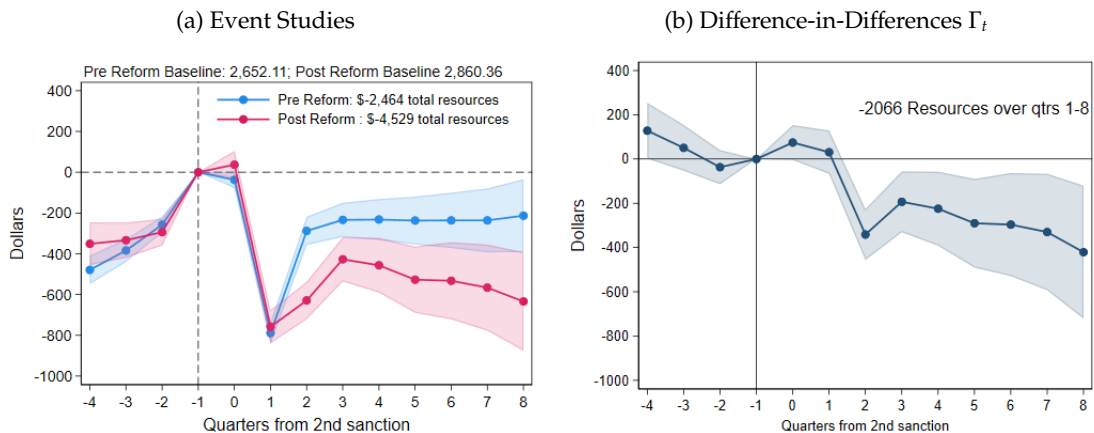 (a) Event Studies
Pre Reform Baseline: 2,652.11; Post Reform Baseline 2,860.36
Pre Reform: $-2,464 total resources
Post Reform : $-4,529 total resources
Dollars
400
200
0
-200
-400
-600
-800
-1000
-4 -3 -2 -1 0 1 2 3 4 5 6 7 8
Quarters from 2nd sanction
(b) Difference-in-Differences Γt
-2066 Resources over qtrs 1-8
Dollars
400
200
0
-200
-400
-600
-800
-1000
-4 -3 -2 -1 0 1 2 3 4 5 6 7 8
Quarters from 2nd sanction